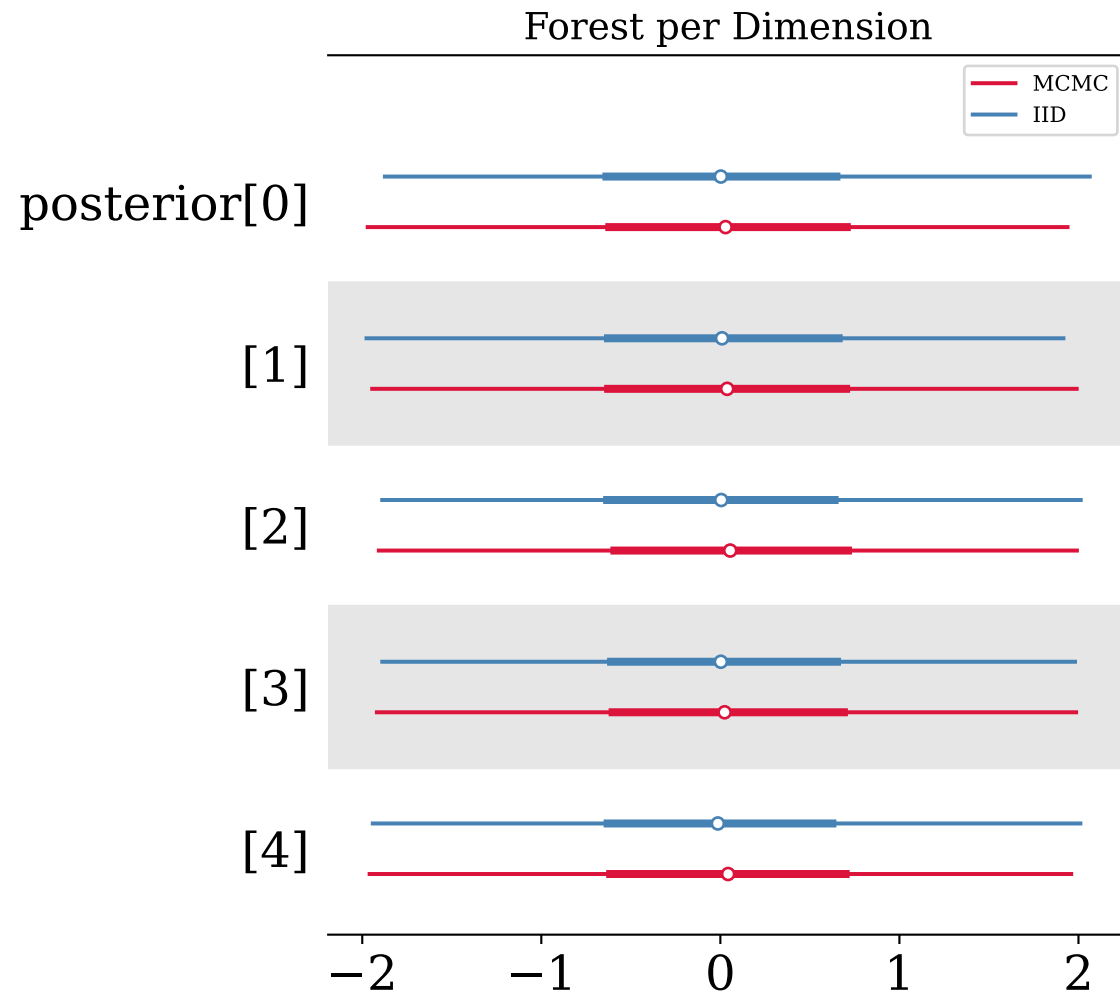 Forest per Dimension
MCMC
IID
posterior[0]
[1]
[2]
[3]
[4]
−2 −1 0 1 2